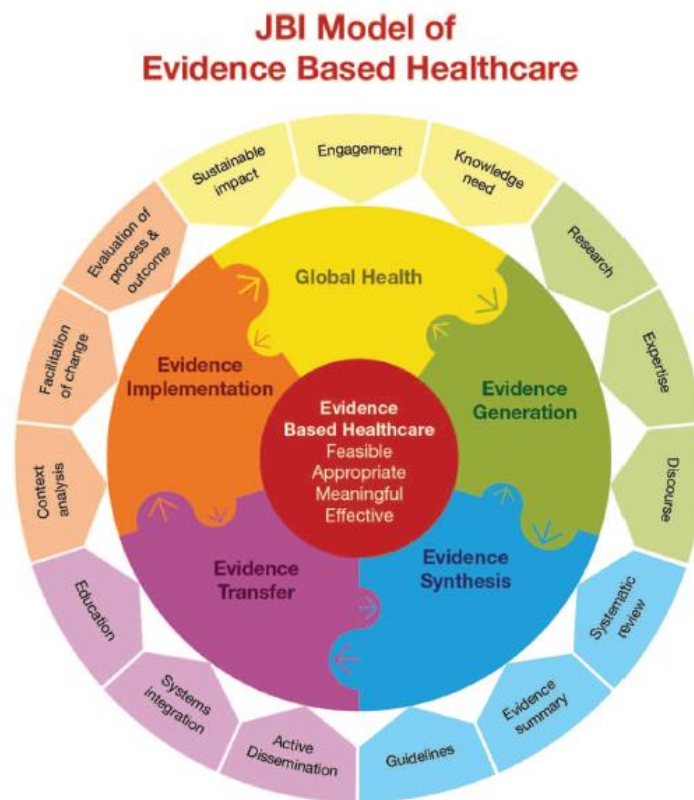 JBI Model of
Evidence Based Healthcare
Sustainable
impact
Engagement
Knowledge
need
Research
Expertise
Discourse
Systematic
review
Evidence
summary
Guidelines
Active
Dissemination
Systems
integration
Education
Context
analysis
Facilitation
of change
Evaluation of
process &
outcome
Global Health
Evidence
Generation
Evidence
Synthesis
Evidence
Transfer
Evidence
Implementation
Evidence
Based Healthcare
Feasible
Appropriate
Meaningful
Effective